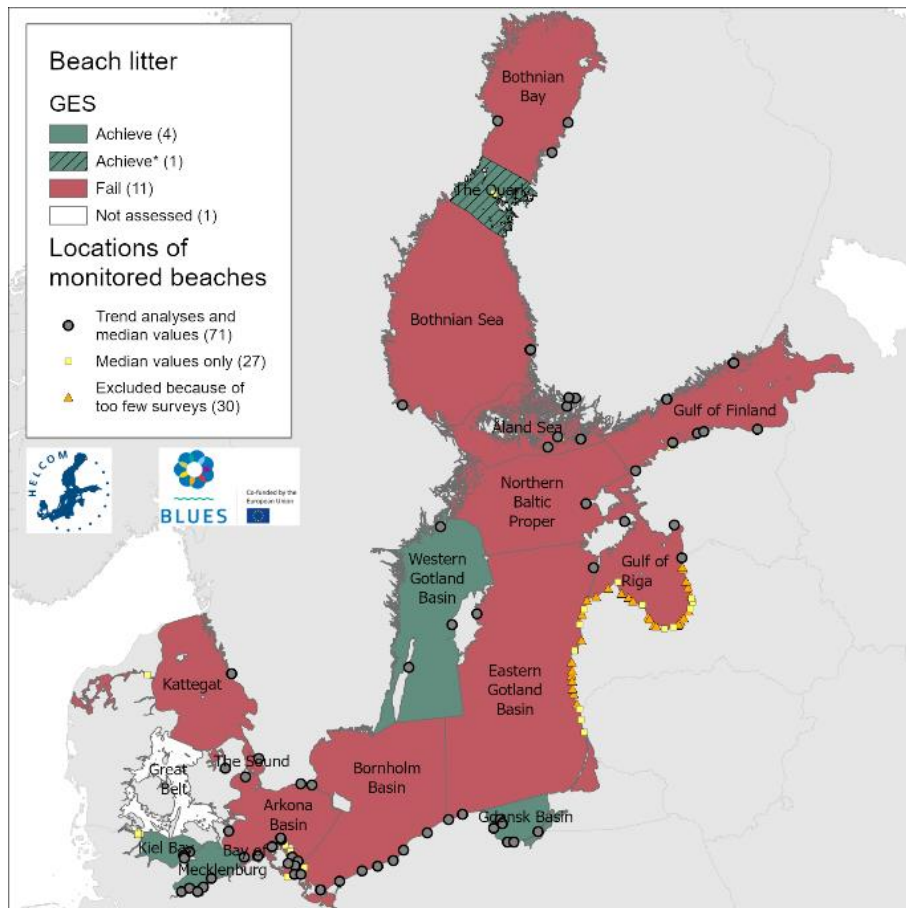 Beach litter
GES
Achieve (4)
Achieve* (1)
Fail (11)
Not assessed (1)
Locations of
monitored beaches
Trend analyses and
median values (71)
Median values only (27)
Excluded because of
too few surveys (30)
HELCOM
BLUES
Co-funded by the
European Union
Bothnian
Bay
The Quark
Bothnian Sea
Åland Sea
Gulf of Finland
Northern
Baltic
Proper
Western
Gotland
Basin
Gulf of
Riga
Eastern
Gotland
Basin
Kattegat
The Sound
Great
Belt
Arkona
Basin
Bornholm
Basin
Gdansk Basin
Kiel Bay
Bay of
Mecklenburg